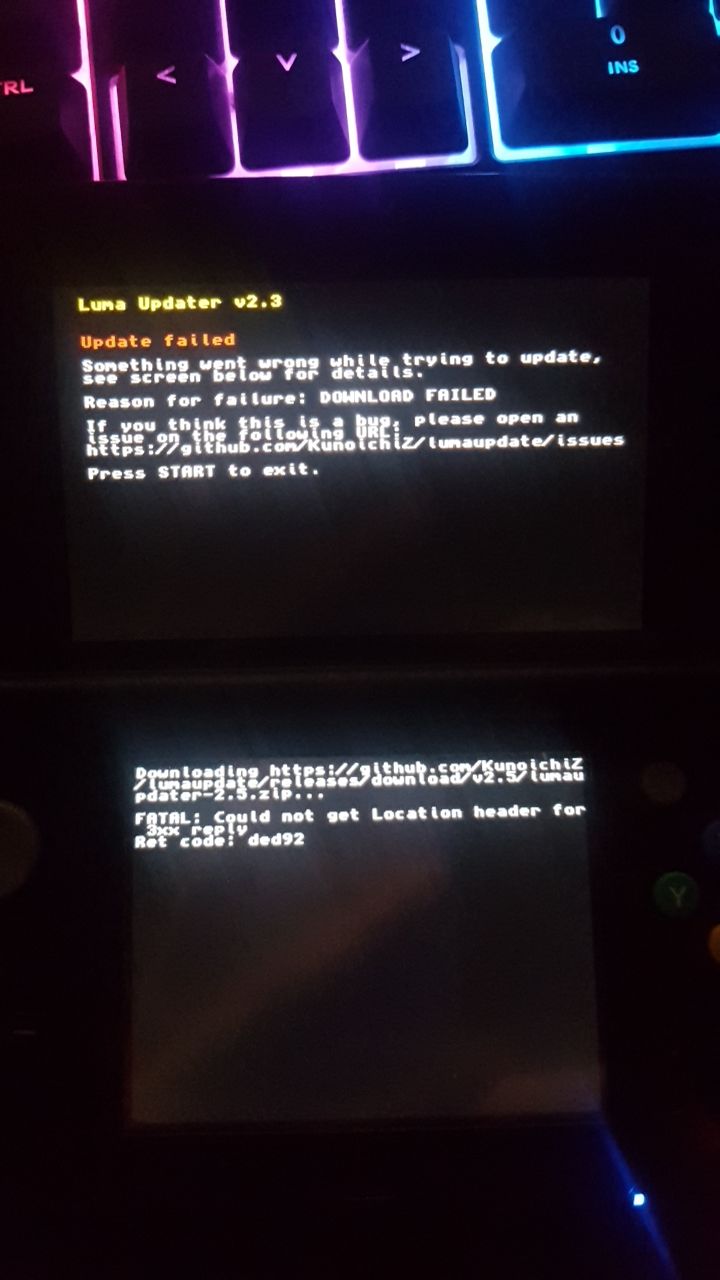 TRL
<
>
0
INS
Luma Updater v2.3
Update failed
Something went wrong while trying to update,
see screen below for details.
Reason for failure: DOWNLOAD FAILED
If you think this is a bug, please open an
issue on the following URL:
https://github.com/KunoichiZ/lumaupdate/issues
Press START to exit.
Downloading https://github.com/KunoichiZ
/lumaupdate/releases/download/v2.5/lumau
pdater-2.5.zip...
FATAL: Could not get Location header for
3xx reply
Ret code: ded92
Y